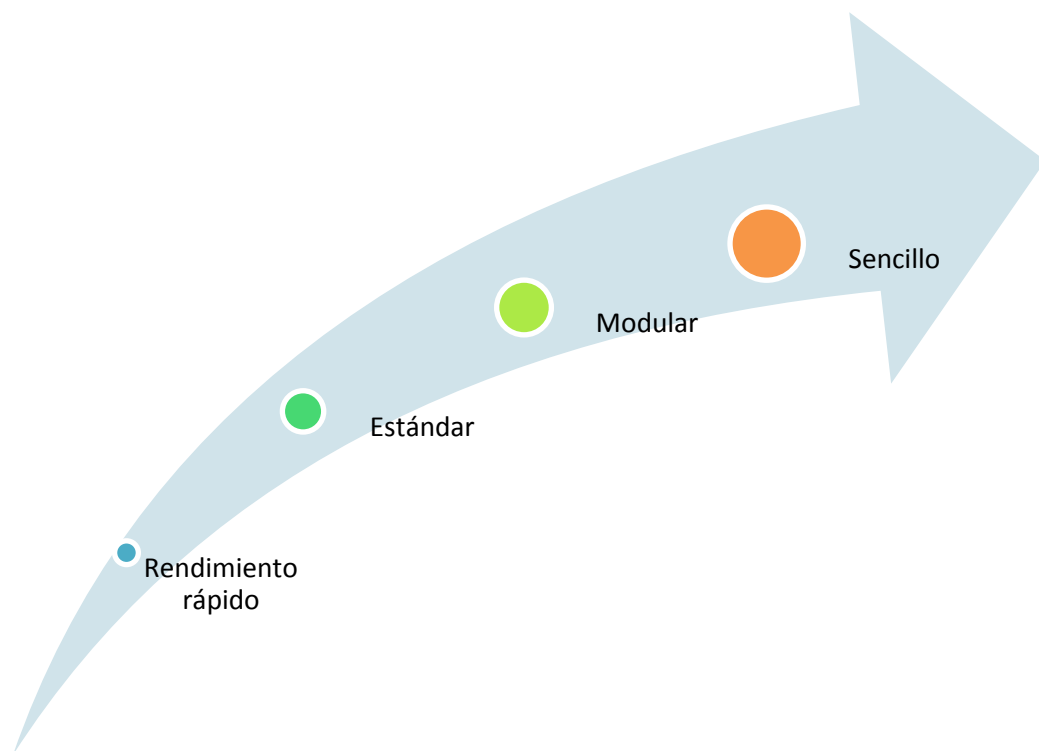 Sencillo
Modular
Estándar
Rendimiento
rápido